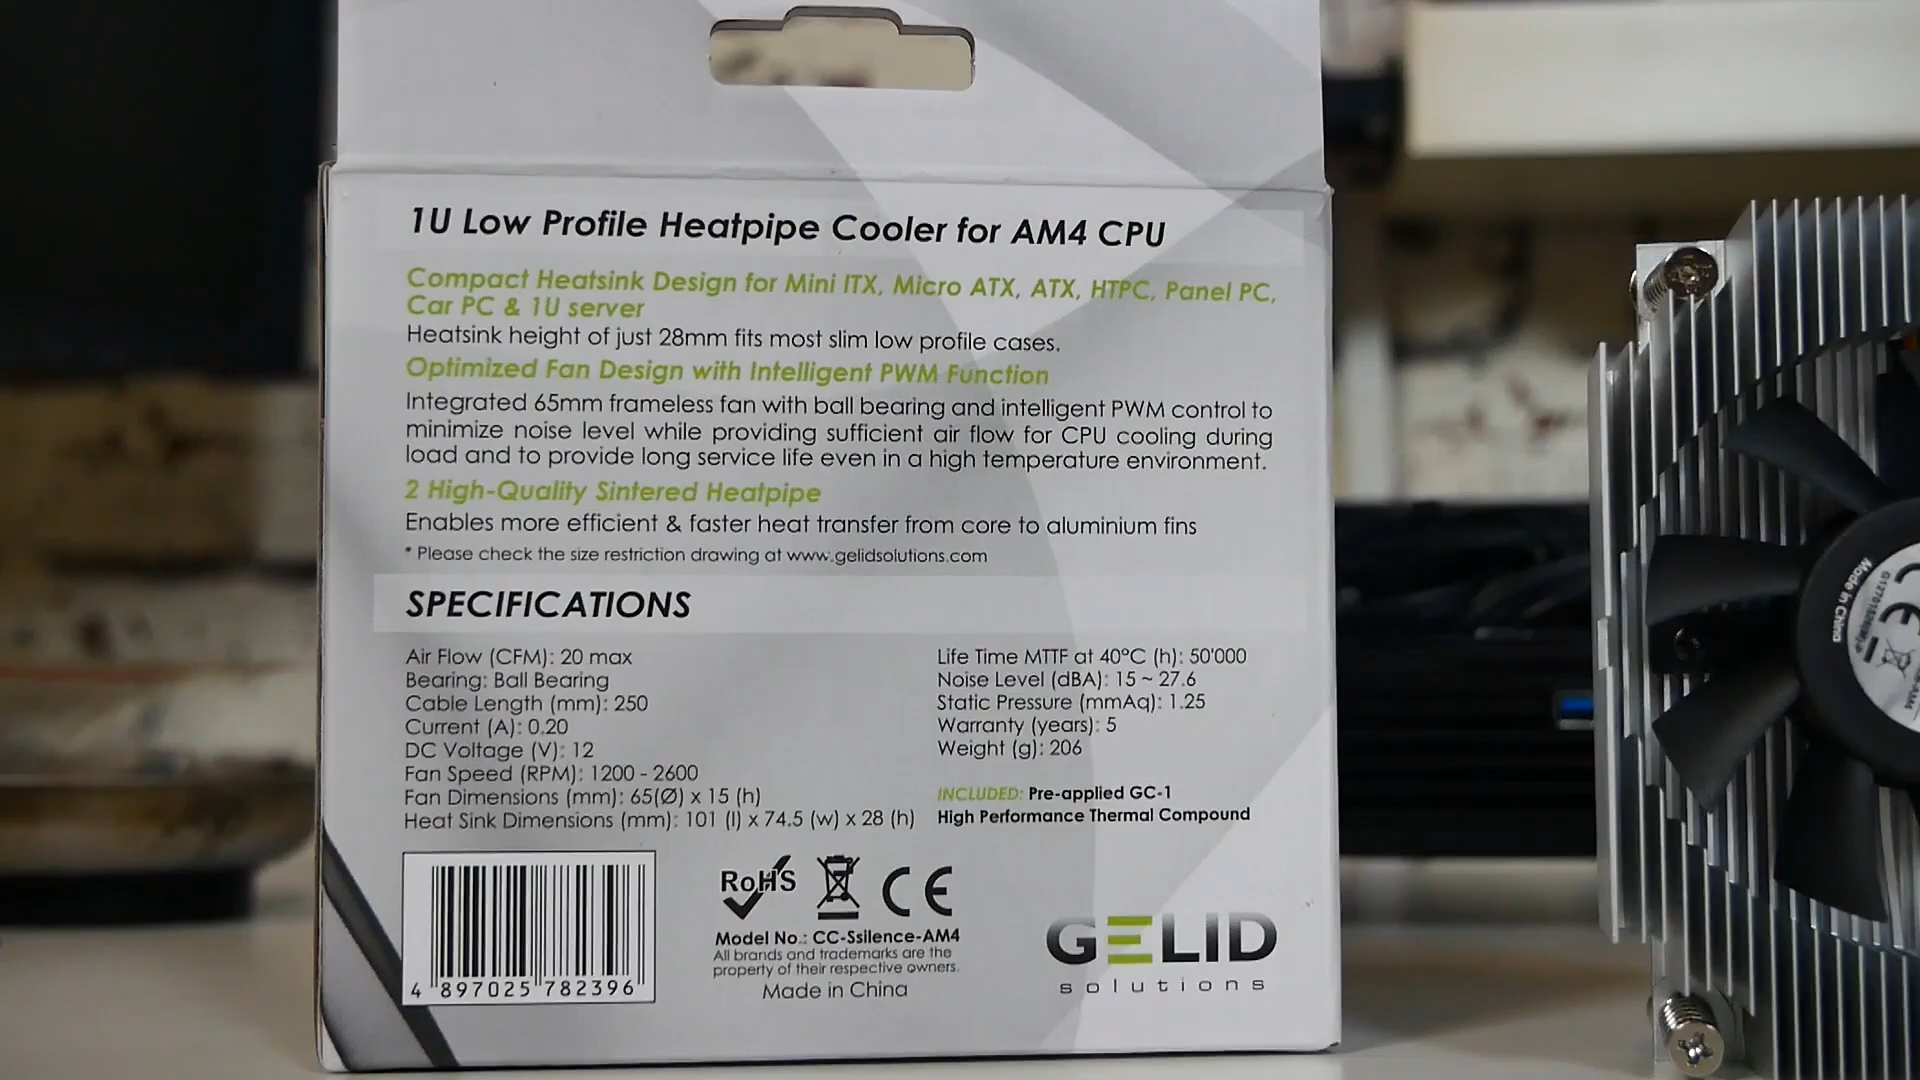 1U Low Profile Heatpipe Cooler for AM4 CPU
Compact Heatsink Design for Mini ITX, Micro ATX, ATX, HTPC, Panel PC,
Car PC & 1U server
Heatsink height of just 28mm fits most slim low profile cases.
Optimized Fan Design with Intelligent PWM Function
Integrated 65mm frameless fan with ball bearing and intelligent PWM control to
minimize noise level while providing sufficient air flow for CPU cooling during
load and to provide long service life even in a high temperature environment.
2 High-Quality Sintered Heatpipe
Enables more efficient & faster heat transfer from core to aluminium fins
* Please check the size restriction drawing at www.gelidsolutions.com
SPECIFICATIONS
Air Flow (CFM): 20 max
Bearing: Ball Bearing
Cable Length (mm): 250
Current (A): 0.20
DC Voltage (V): 12
Fan Speed (RPM): 1200 - 2600
Fan Dimensions (mm): 65(Ø) x 15 (h)
Heat Sink Dimensions (mm): 101 (l) x 74.5 (w) x 28 (h)
Life Time MTTF at 40°C (h): 50'000
Noise Level (dBA): 15 ~ 27.6
Static Pressure (mmAq): 1.25
Warranty (years): 5
Weight (g): 206
INCLUDED: Pre-applied GC-1
High Performance Thermal Compound
4 897025 782396
RoHS
CE
Model No.: CC-Ssilence-AM4
All brands and trademarks are the
property of their respective owners.
Made in China
GELID
solutions
CE
Made in China